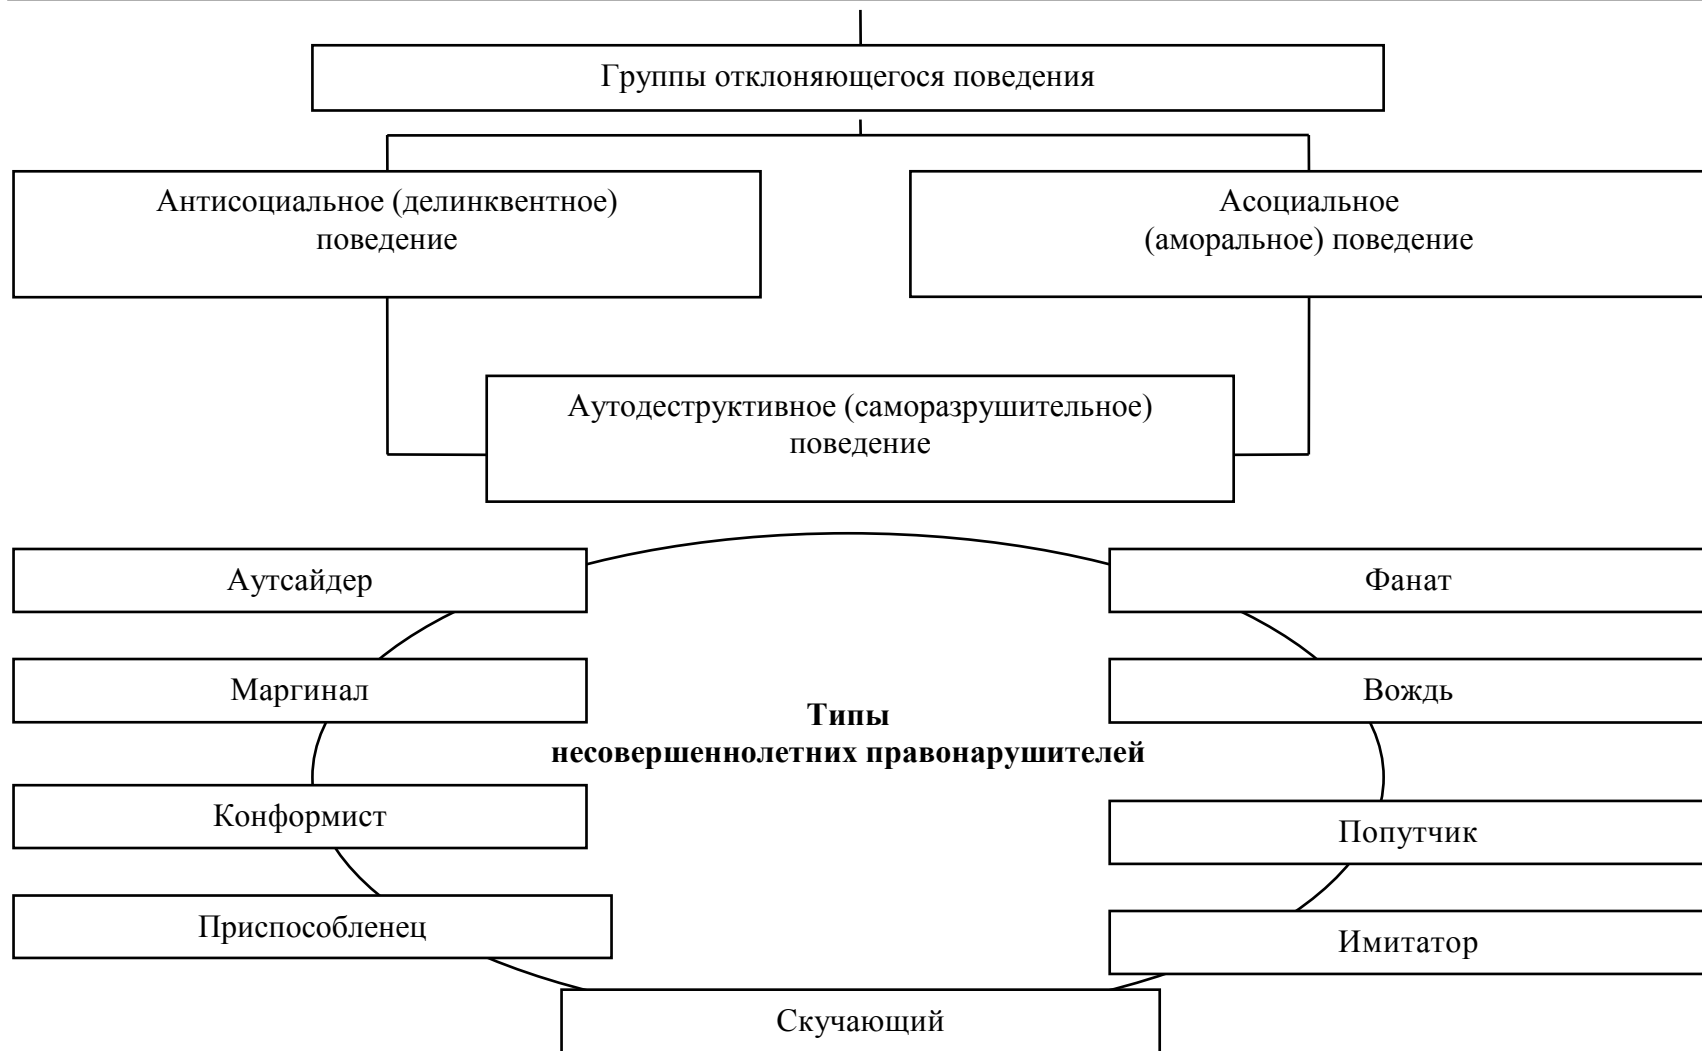 Группы отклоняющегося поведения
Антисоциальное (делинквентное)
поведение
Асоциальное
(аморальное) поведение
Аутодеструктивное (саморазрушительное)
поведение
Аутсайдер
Фанат
Маргинал
Вождь
Типы
несовершеннолетних правонарушителей
Конформист
Попутчик
Приспособленец
Имитатор
Скучающий